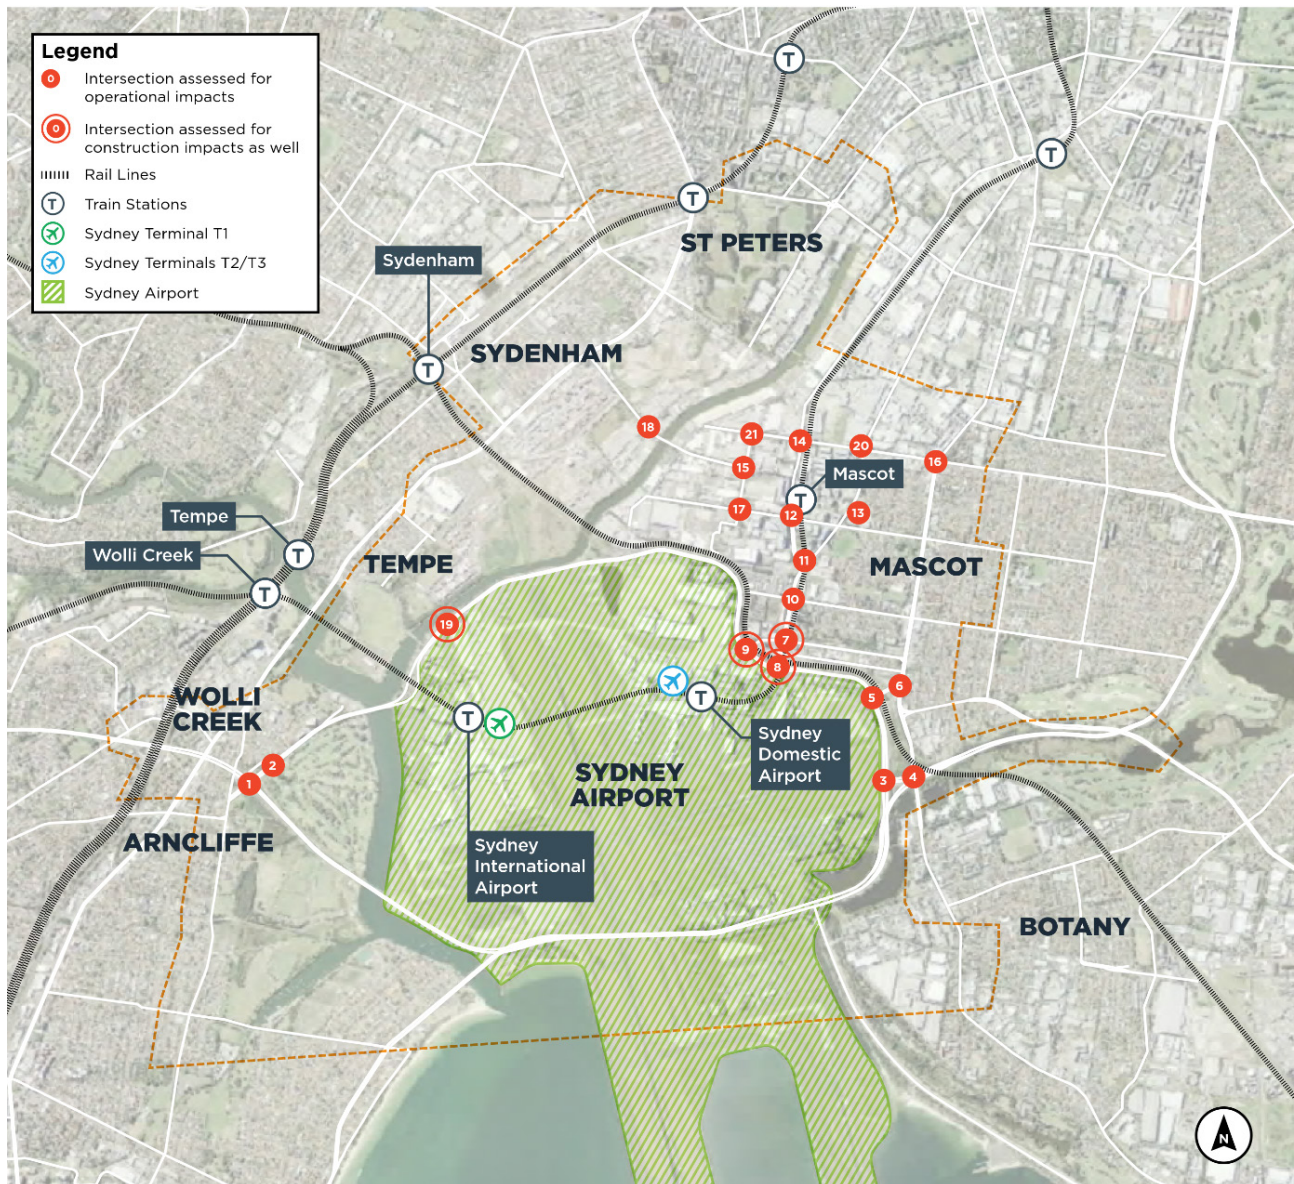 Legend
0
Intersection assessed for
operational impacts
0
Intersection assessed for
construction impacts as well
Rail Lines
T
Train Stations
Sydney Terminal T1
Sydney Terminals T2/T3
Sydney Airport
T
T
T
ST PETERS
Sydenham
T
SYDENHAM
18
21
14
20
16
15
Mascot
T
17
12
13
Tempe
T
Wolli Creek
T
TEMPE
11
MASCOT
10
19
7
9
8
6
5
WOLLI
CREEK
T
T
Sydney
Domestic
Airport
SYDNEY
AIRPORT
2
1
3
4
ARNCLIFFE
Sydney
International
Airport
BOTANY
N